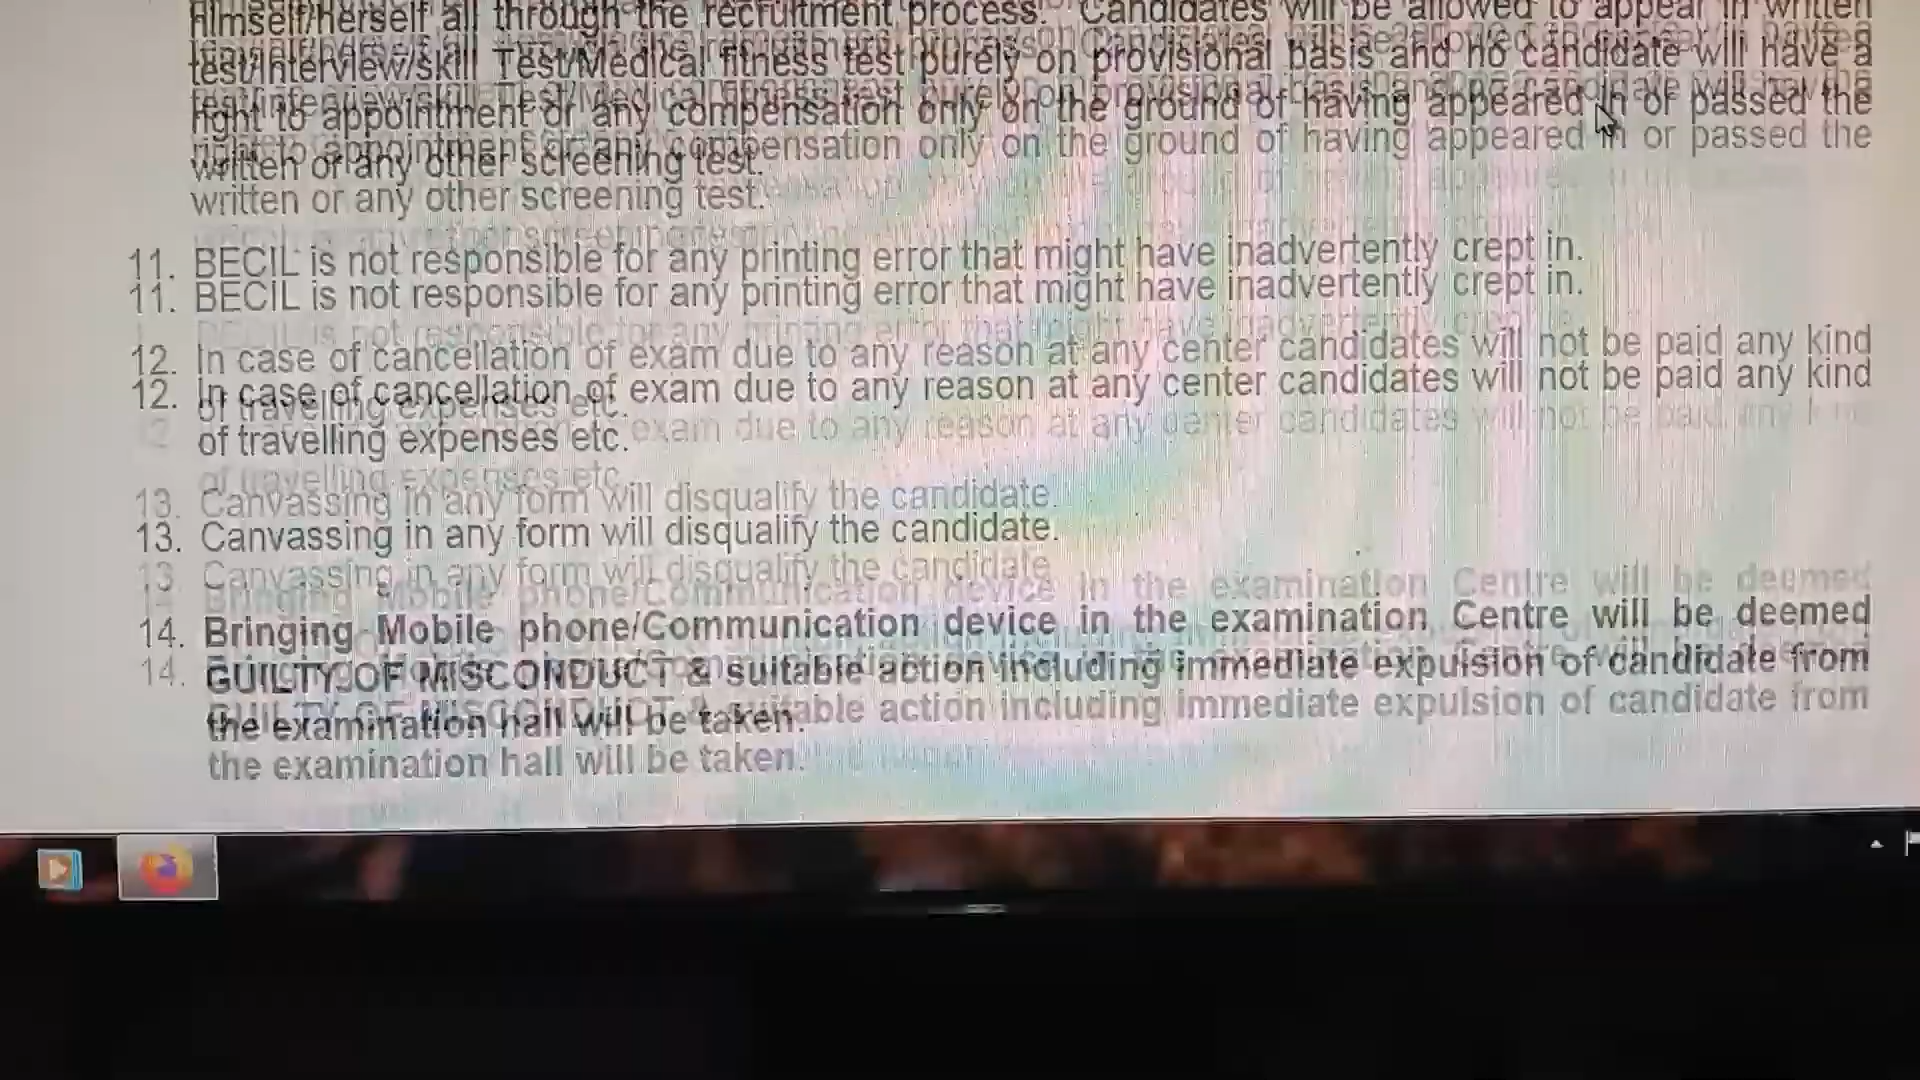 Himself/Herself all through the recruitment process. Candidates will be allowed to appear in written
test/interview/skill Test/Medical fitness test purely on provisional basis and no candidate will have a
right to appointment or any compensation only on the ground of having appeared in or passed the
written or any other screening test.
11. BECIL is not responsible for any printing error that might have inadvertently crept in.
12. In case of cancellation of exam due to any reason at any center candidates will not be paid any kind
of travelling expenses etc.
13. Canvassing in any form will disqualify the candidate.
14. Bringing Mobile phone/Communication device in the examination Centre will be deemed
GUILTY OF MISCONDUCT & suitable action including immediate expulsion of candidate from
the examination hall will be taken.